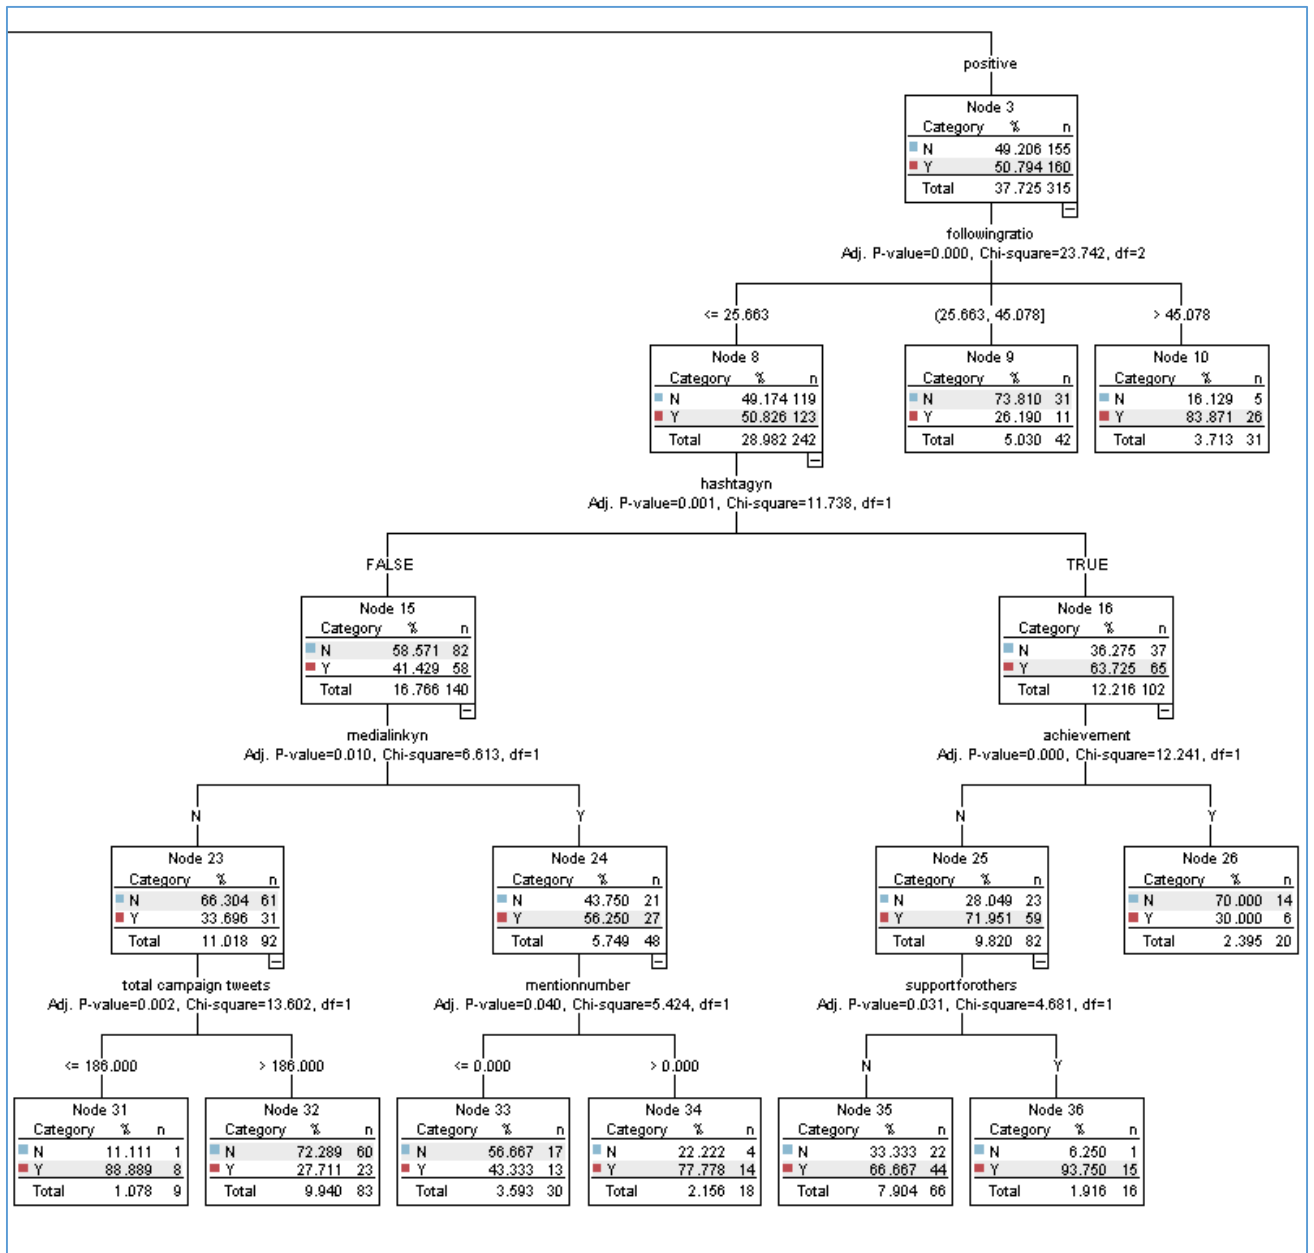 positive
Node 3
Category % n
N 49.206 155
Y 50.794 160
Total 37.725 315
followingratio
Adj. P-value=0.000, Chi-square=23.742, df=2
<= 25.663
(25.663, 45.078]
> 45.078
Node 8
Category % n
N 49.174 119
Y 50.826 123
Total 28.982 242
Node 9
Category % n
N 73.810 31
Y 26.190 11
Total 5.030 42
Node 10
Category % n
N 16.129 5
Y 83.871 26
Total 3.713 31
hashtagyn
Adj. P-value=0.001, Chi-square=11.738, df=1
FALSE
TRUE
Node 15
Category % n
N 58.571 82
Y 41.429 58
Total 16.766 140
Node 16
Category % n
N 36.275 37
Y 63.725 65
Total 12.216 102
medialinkyn
Adj. P-value=0.010, Chi-square=6.613, df=1
achievement
Adj. P-value=0.000, Chi-square=12.241, df=1
N
Y
N
Y
Node 23
Category % n
N 66.304 61
Y 33.696 31
Total 11.018 92
Node 24
Category % n
N 43.750 21
Y 56.250 27
Total 5.749 48
Node 25
Category % n
N 28.049 23
Y 71.951 59
Total 9.820 82
Node 26
Category % n
N 70.000 14
Y 30.000 6
Total 2.395 20
total campaign tweets
Adj. P-value=0.002, Chi-square=13.602, df=1
mentionnumber
Adj. P-value=0.040, Chi-square=5.424, df=1
supportforothers
Adj. P-value=0.031, Chi-square=4.681, df=1
<= 186.000
> 186.000
<= 0.000
> 0.000
N
Y
Node 31
Category % n
N 11.111 1
Y 88.889 8
Total 1.078 9
Node 32
Category % n
N 72.289 60
Y 27.711 23
Total 9.940 83
Node 33
Category % n
N 56.667 17
Y 43.333 13
Total 3.593 30
Node 34
Category % n
N 22.222 4
Y 77.778 14
Total 2.156 18
Node 35
Category % n
N 33.333 22
Y 66.667 44
Total 7.904 66
Node 36
Category % n
N 6.250 1
Y 93.750 15
Total 1.916 16